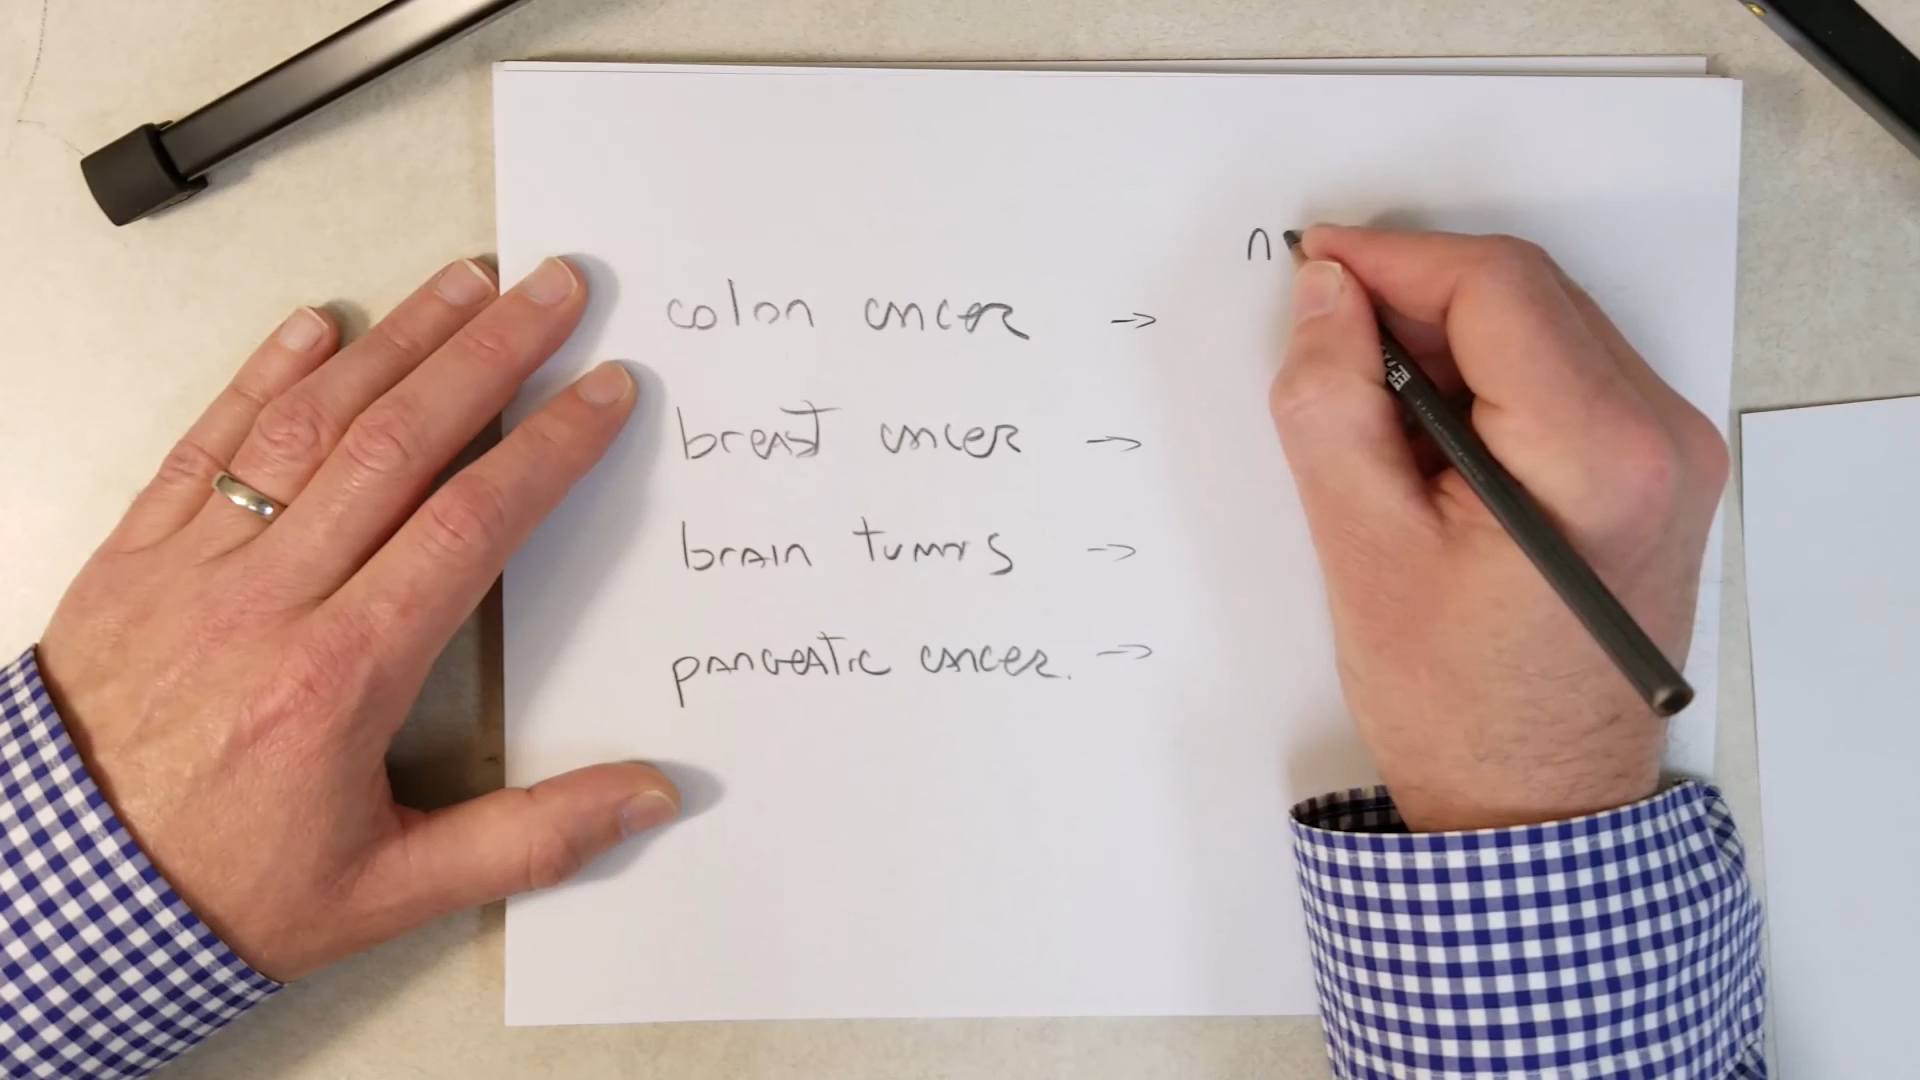 n
colon cancer →
breast cancer →
brain tumors →
pancreatic cancer. →